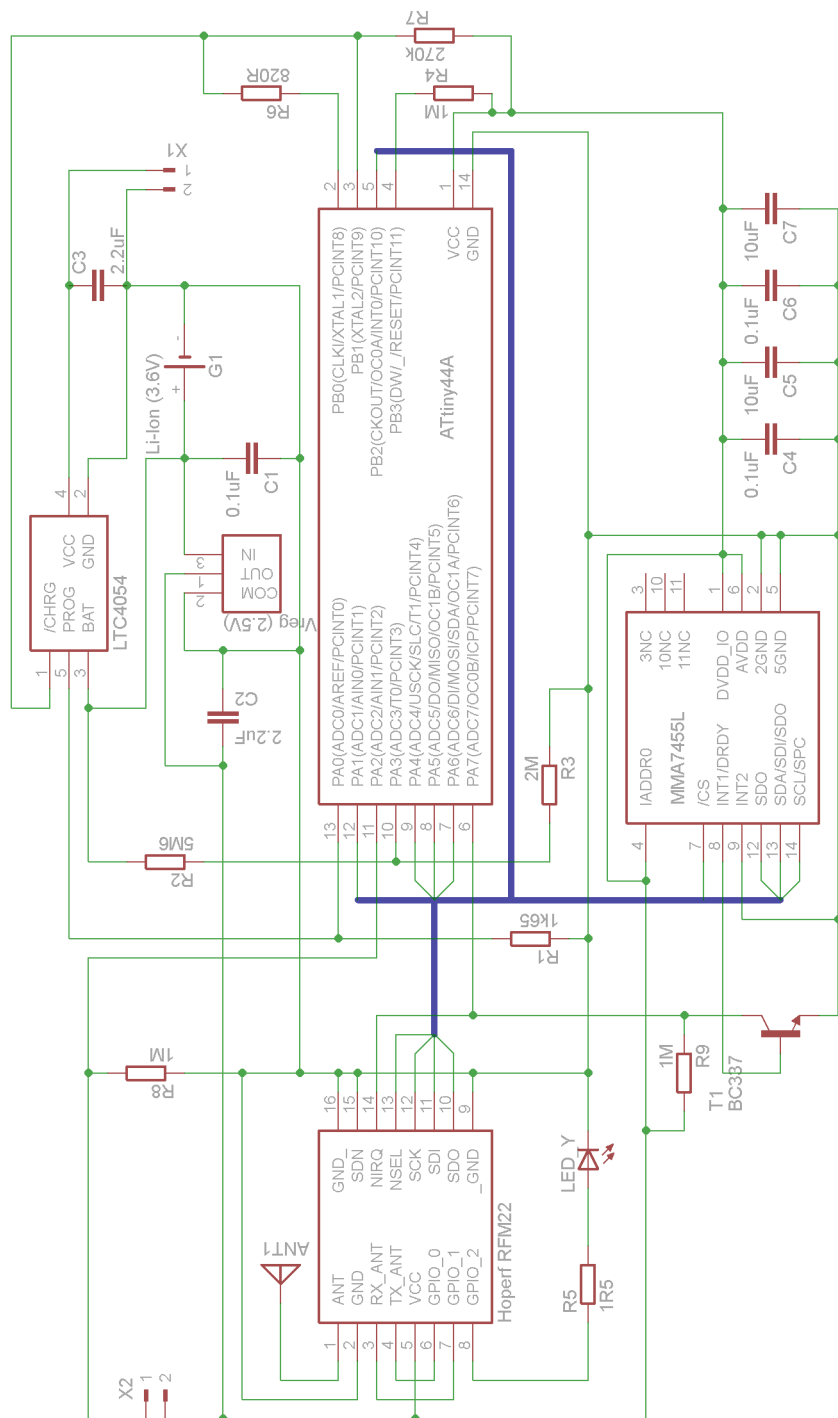 R7
270k
820R
R6
R4
1M
X1
1
2
2
3
5
4
1
14
C3
2.2uF
PB0(CLKI/XTAL1/PCINT8)
PB1(XTAL2/PCINT9)
PB2(CKOUT/OC0A/INT0/PCINT10)
PB3(DW/_/RESET/PCINT11)
VCC
GND
ATtiny44A
10uF
C7
0.1uF
C6
10uF
C5
0.1uF
C4
-
+
G1
Li-Ion (3.6V)
0.1uF
C1
4
2
VCC
GND
/CHRG
PROG
BAT
LTC4054
1
5
3
IN
OUT
COM
3
1
2
Vreg (2.5V)
C2
2.2uF
PA0(ADC0/AREF/PCINT0)
PA1(ADC1/AIN0/PCINT1)
PA2(ADC2/AIN1/PCINT2)
PA3(ADC3/T0/PCINT3)
PA4(ADC4/USCK/SLC/T1/PCINT4)
PA5(ADC5/DO/MISO/OC1B/PCINT5)
PA6(ADC6/DI/MOSI/SDA/OC1A/PCINT6)
PA7(ADC7/OC0B/ICP/PCINT7)
13
12
11
10
9
8
7
6
2M
R3
5M6
R2
3
10
11
1
6
2
5
3NC
10NC
11NC
DVDD_IO
AVDD
2GND
5GND
IADDR0
MMA7455L
/CS
INT1/DRDY
INT2
SDO
SDA/SDI/SDO
SCL/SPC
4
7
8
9
12
13
14
1k65
R1
1M
R8
1M
R9
T1
BC337
16
15
14
13
12
11
10
9
GND_
SDN
NIRQ
NSEL
SCK
SDI
SDO
_GND
Hoperf RFM22
ANT
GND
RX_ANT
TX_ANT
VCC
GPIO_0
GPIO_1
GPIO_2
1
2
3
4
5
6
7
8
ANT1
LED_Y
R5
1R5
X2
1
2